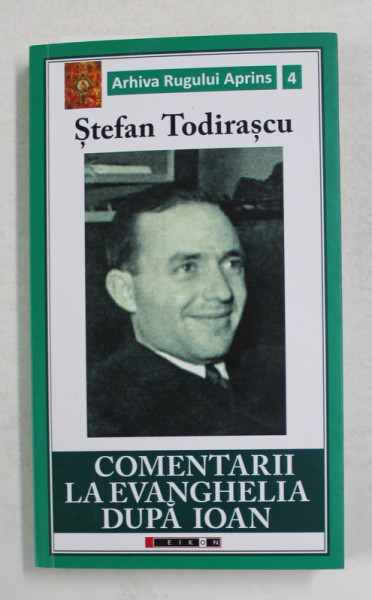 Arhiva Rugului Aprins 4
Ștefan Todirașcu
COMENTARII
LA EVANGHELIA
DUPĂ IOAN
EIKON